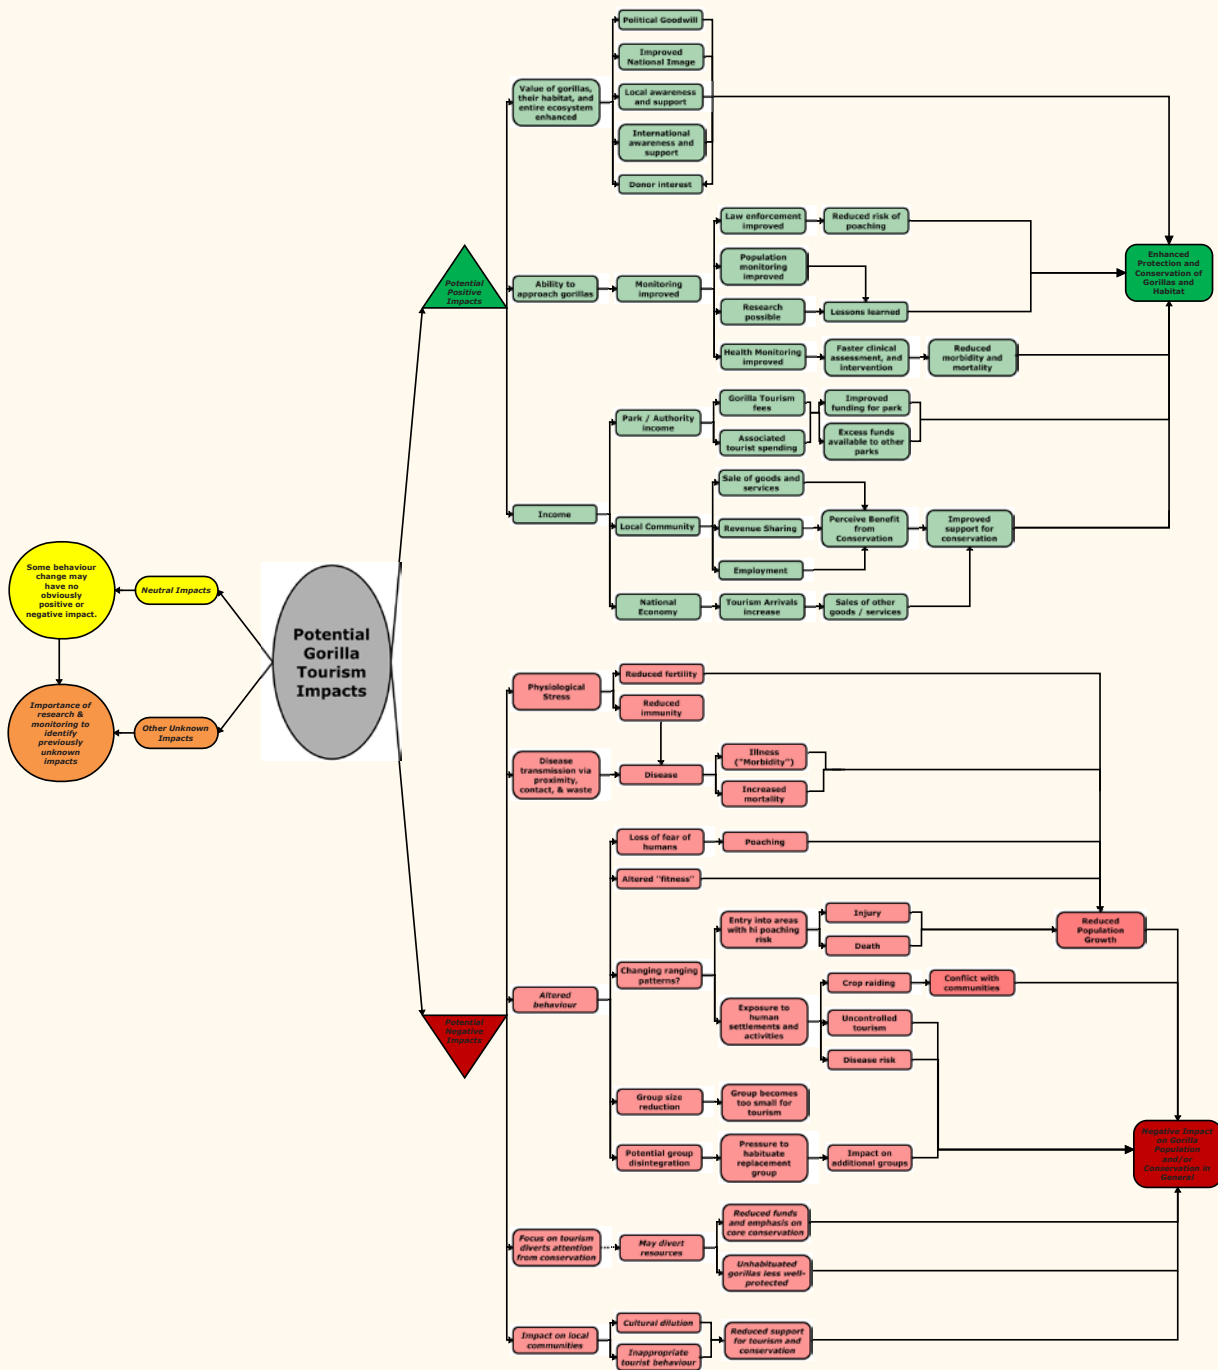 Political Goodwill
Improved
National Image
Value of gorillas,
their habitat, and
entire ecosystem
enhanced
Local awareness
and support
International
awareness and
support
Donor interest
Law enforcement
improved
Reduced risk of
poaching
Population
monitoring
improved
Enhanced
Protection and
Conservation of
Gorillas and
Habitat
Potential
Positive
Impacts
Ability to
approach gorillas
Monitoring
improved
Research
possible
Lessons learned
Health Monitoring
improved
Faster clinical
assessment, and
intervention
Reduced
morbidity and
mortality
Park / Authority
income
Gorilla Tourism
fees
Improved
funding for park
Associated
tourist spending
Excess funds
available to other
parks
Income
Local Community
Sale of goods and
services
Revenue Sharing
Perceive Benefit
from
Conservation
Improved
support for
conservation
Employment
National
Economy
Tourism Arrivals
increase
Sales of other
goods / services
Some behaviour
change may
have no
obviously
positive or
negative impact.
Neutral Impacts
Potential
Gorilla
Tourism
Impacts
Importance of
research &
monitoring to
identify
previously
unknown
impacts
Other Unknown
Impacts
Physiological
Stress
Reduced fertility
Reduced
immunity
Disease
transmission via
proximity,
contact, & waste
Disease
Illness
("Morbidity")
Increased
mortality
Loss of fear of
humans
Poaching
Altered "fitness"
Entry into areas
with hi poaching
risk
Injury
Death
Reduced
Population
Growth
Changing ranging
patterns?
Crop raiding
Conflict with
communities
Altered
behaviour
Exposure to
human
settlements and
activities
Uncontrolled
tourism
Disease risk
Potential
Negative
Impacts
Group size
reduction
Group becomes
too small for
tourism
Potential group
disintegration
Pressure to
habituate
replacement
group
Impact on
additional groups
Negative Impact
on Gorilla
Population
and/or
Conservation in
General
Focus on tourism
diverts attention
from conservation
May divert
resources
Reduced funds
and emphasis on
core conservation
Unhabituated
gorillas less well-
protected
Impact on local
communities
Cultural dilution
Inappropriate
tourist behaviour
Reduced support
for tourism and
conservation